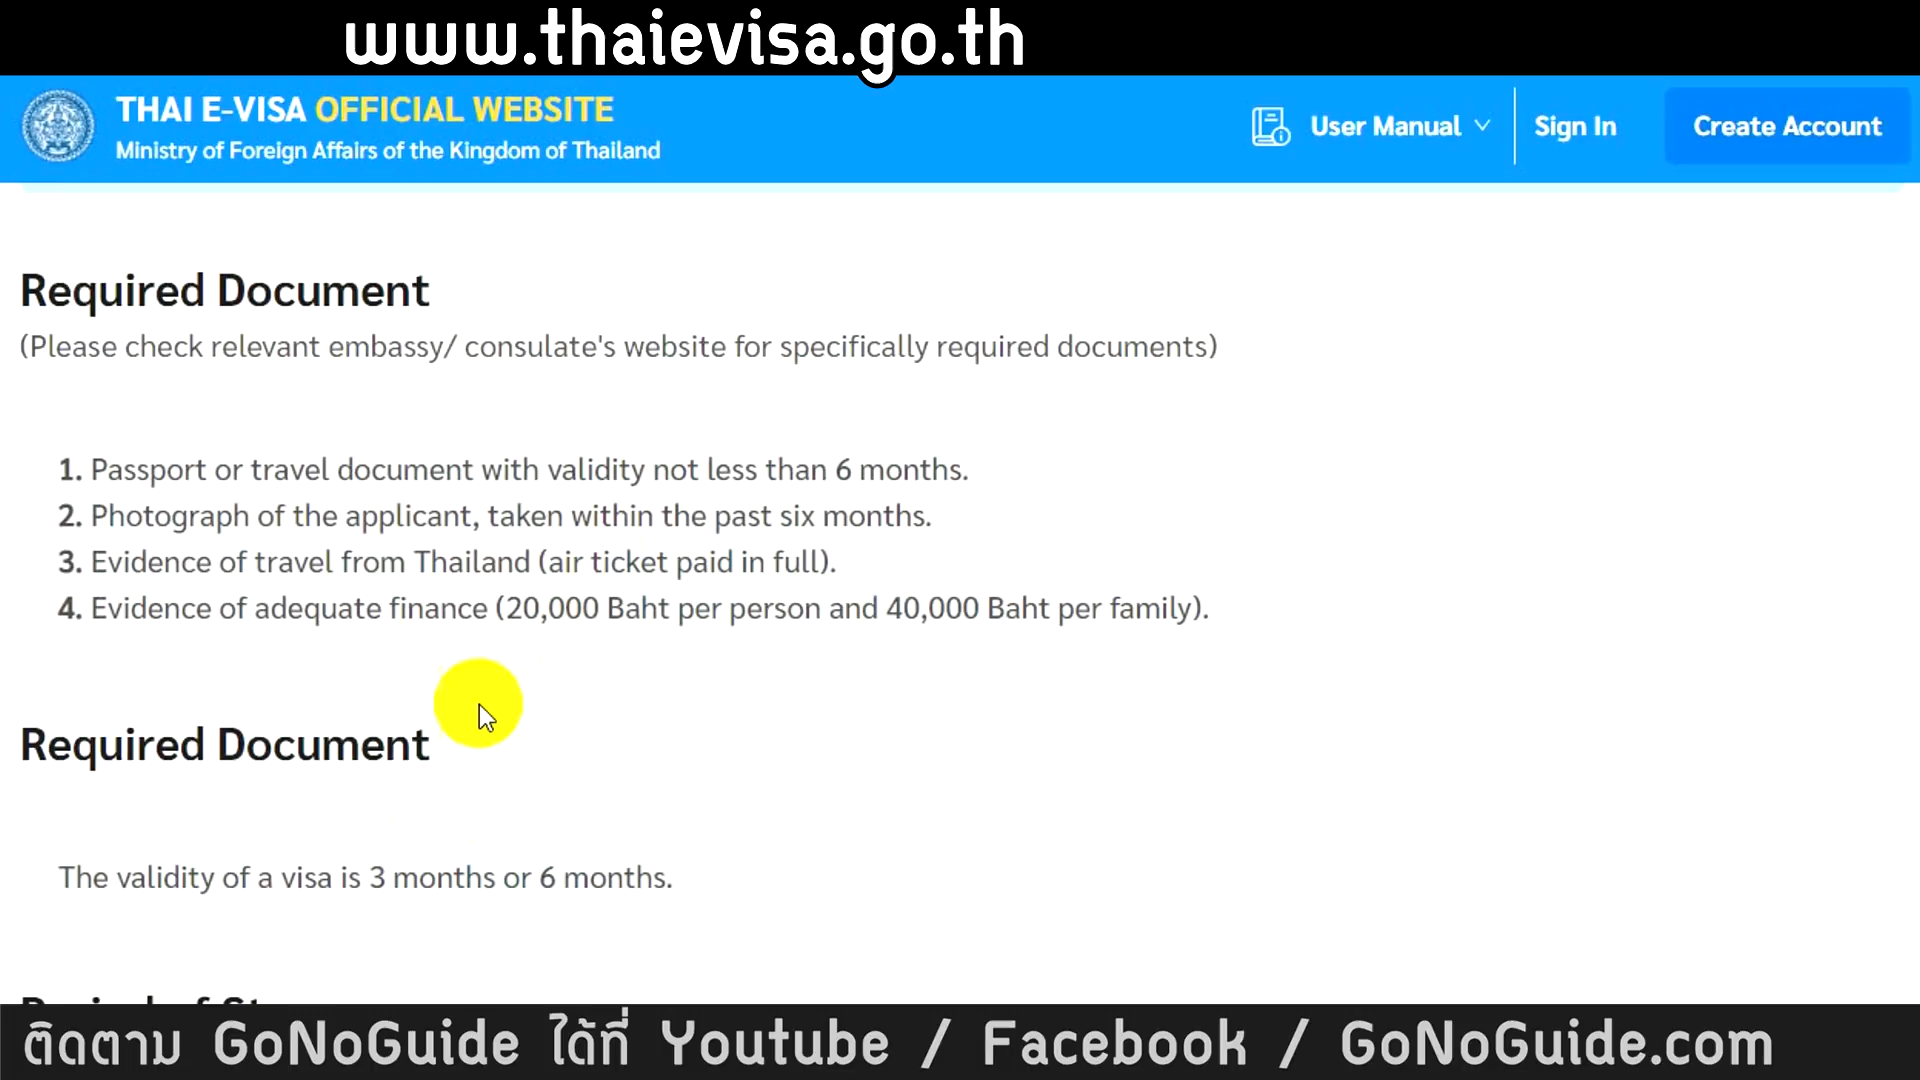 www.thaievisa.go.th
THAI E-VISA OFFICIAL WEBSITE
Ministry of Foreign Affairs of the Kingdom of Thailand
User Manual
Sign In
Create Account
Required Document
(Please check relevant embassy/ consulate's website for specifically required documents)
1. Passport or travel document with validity not less than 6 months.
2. Photograph of the applicant, taken within the past six months.
3. Evidence of travel from Thailand (air ticket paid in full).
4. Evidence of adequate finance (20,000 Baht per person and 40,000 Baht per family).
Required Document
The validity of a visa is 3 months or 6 months.
ติดตาม GoNoGuide ได้ที่ Youtube / Facebook / GoNoGuide.com